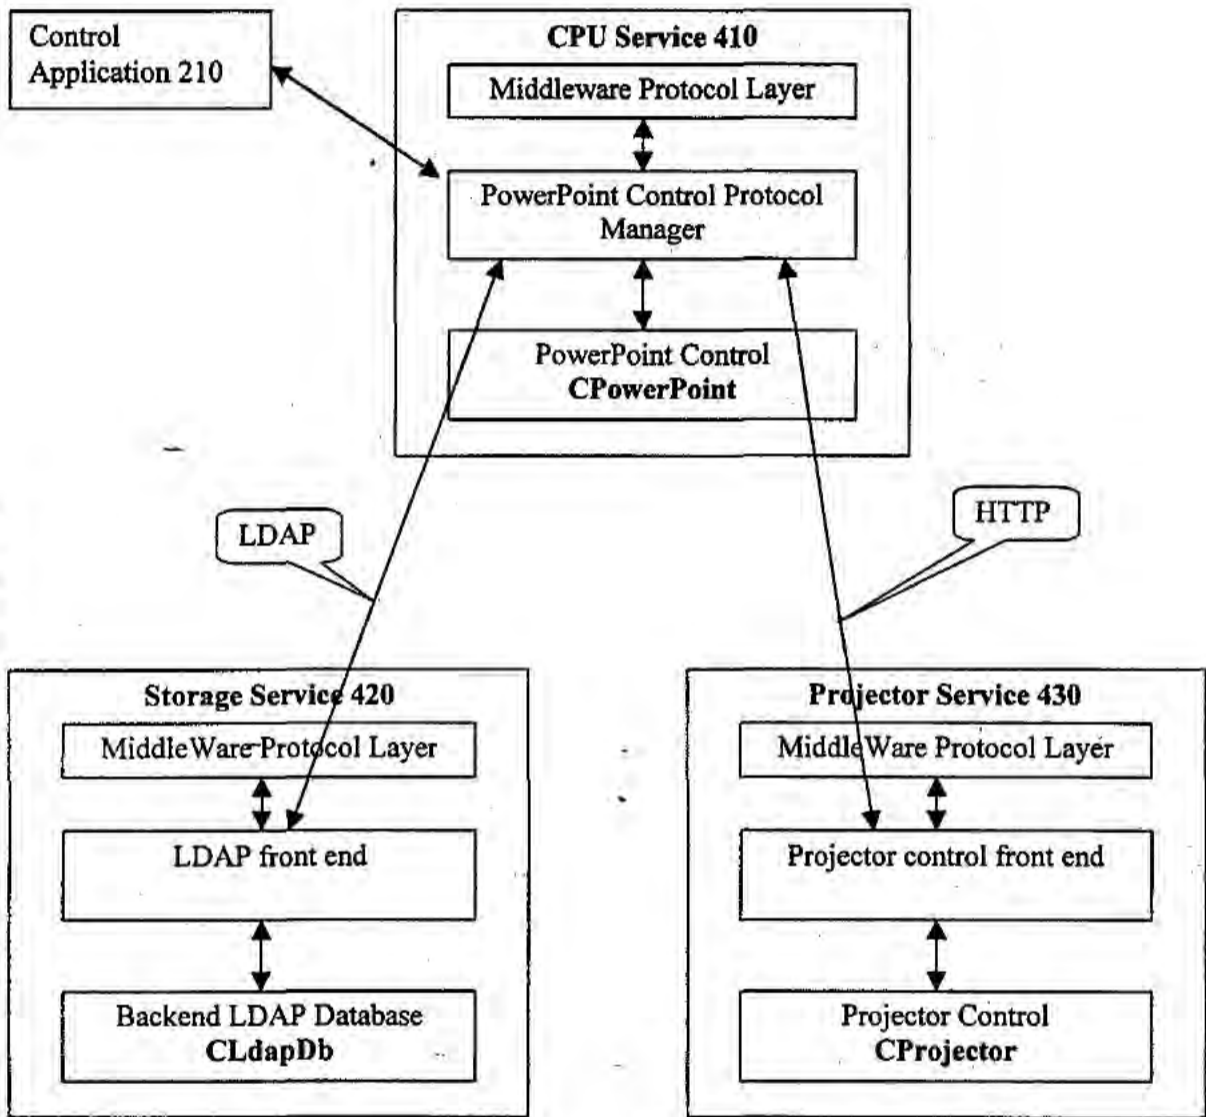 Control
Application 210
CPU Service 410
Middleware Protocol Layer
PowerPoint Control Protocol
Manager
PowerPoint Control
CPowerPoint
LDAP
HTTP
Storage Service 420
MiddleWare Protocol Layer
LDAP front end
Backend LDAP Database
CLdapDb
Projector Service 430
MiddleWare Protocol Layer
Projector control front end
Projector Control
CProjector